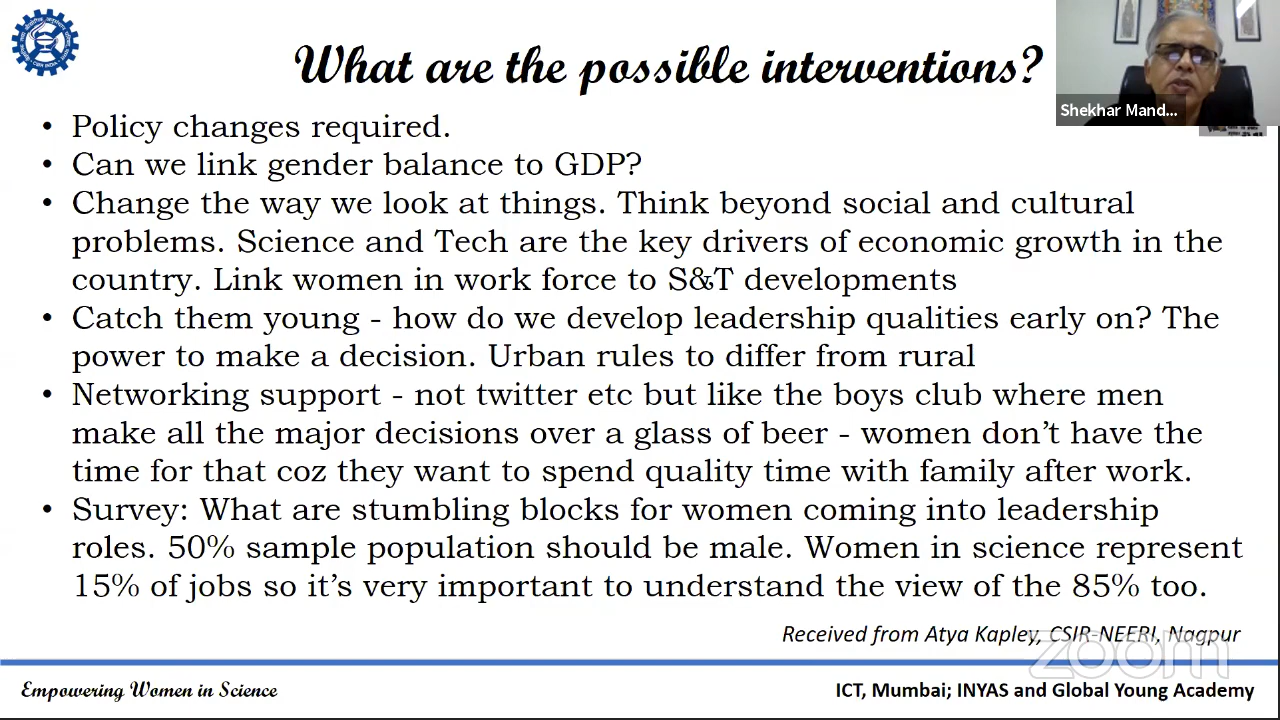 What are the possible interventions?
Shekhar Mand...
• Policy changes required.
• Can we link gender balance to GDP?
• Change the way we look at things. Think beyond social and cultural
problems. Science and Tech are the key drivers of economic growth in the
country. Link women in work force to S&T developments
• Catch them young - how do we develop leadership qualities early on? The
power to make a decision. Urban rules to differ from rural
• Networking support - not twitter etc but like the boys club where men
make all the major decisions over a glass of beer - women don't have the
time for that coz they want to spend quality time with family after work.
• Survey: What are stumbling blocks for women coming into leadership
roles. 50% sample population should be male. Women in science represent
15% of jobs so it's very important to understand the view of the 85% too.
Received from Atya Kapley, CSIR-NEERI, Nagpur
zoom
Empowering Women in Science
ICT, Mumbai; INYAS and Global Young Academy